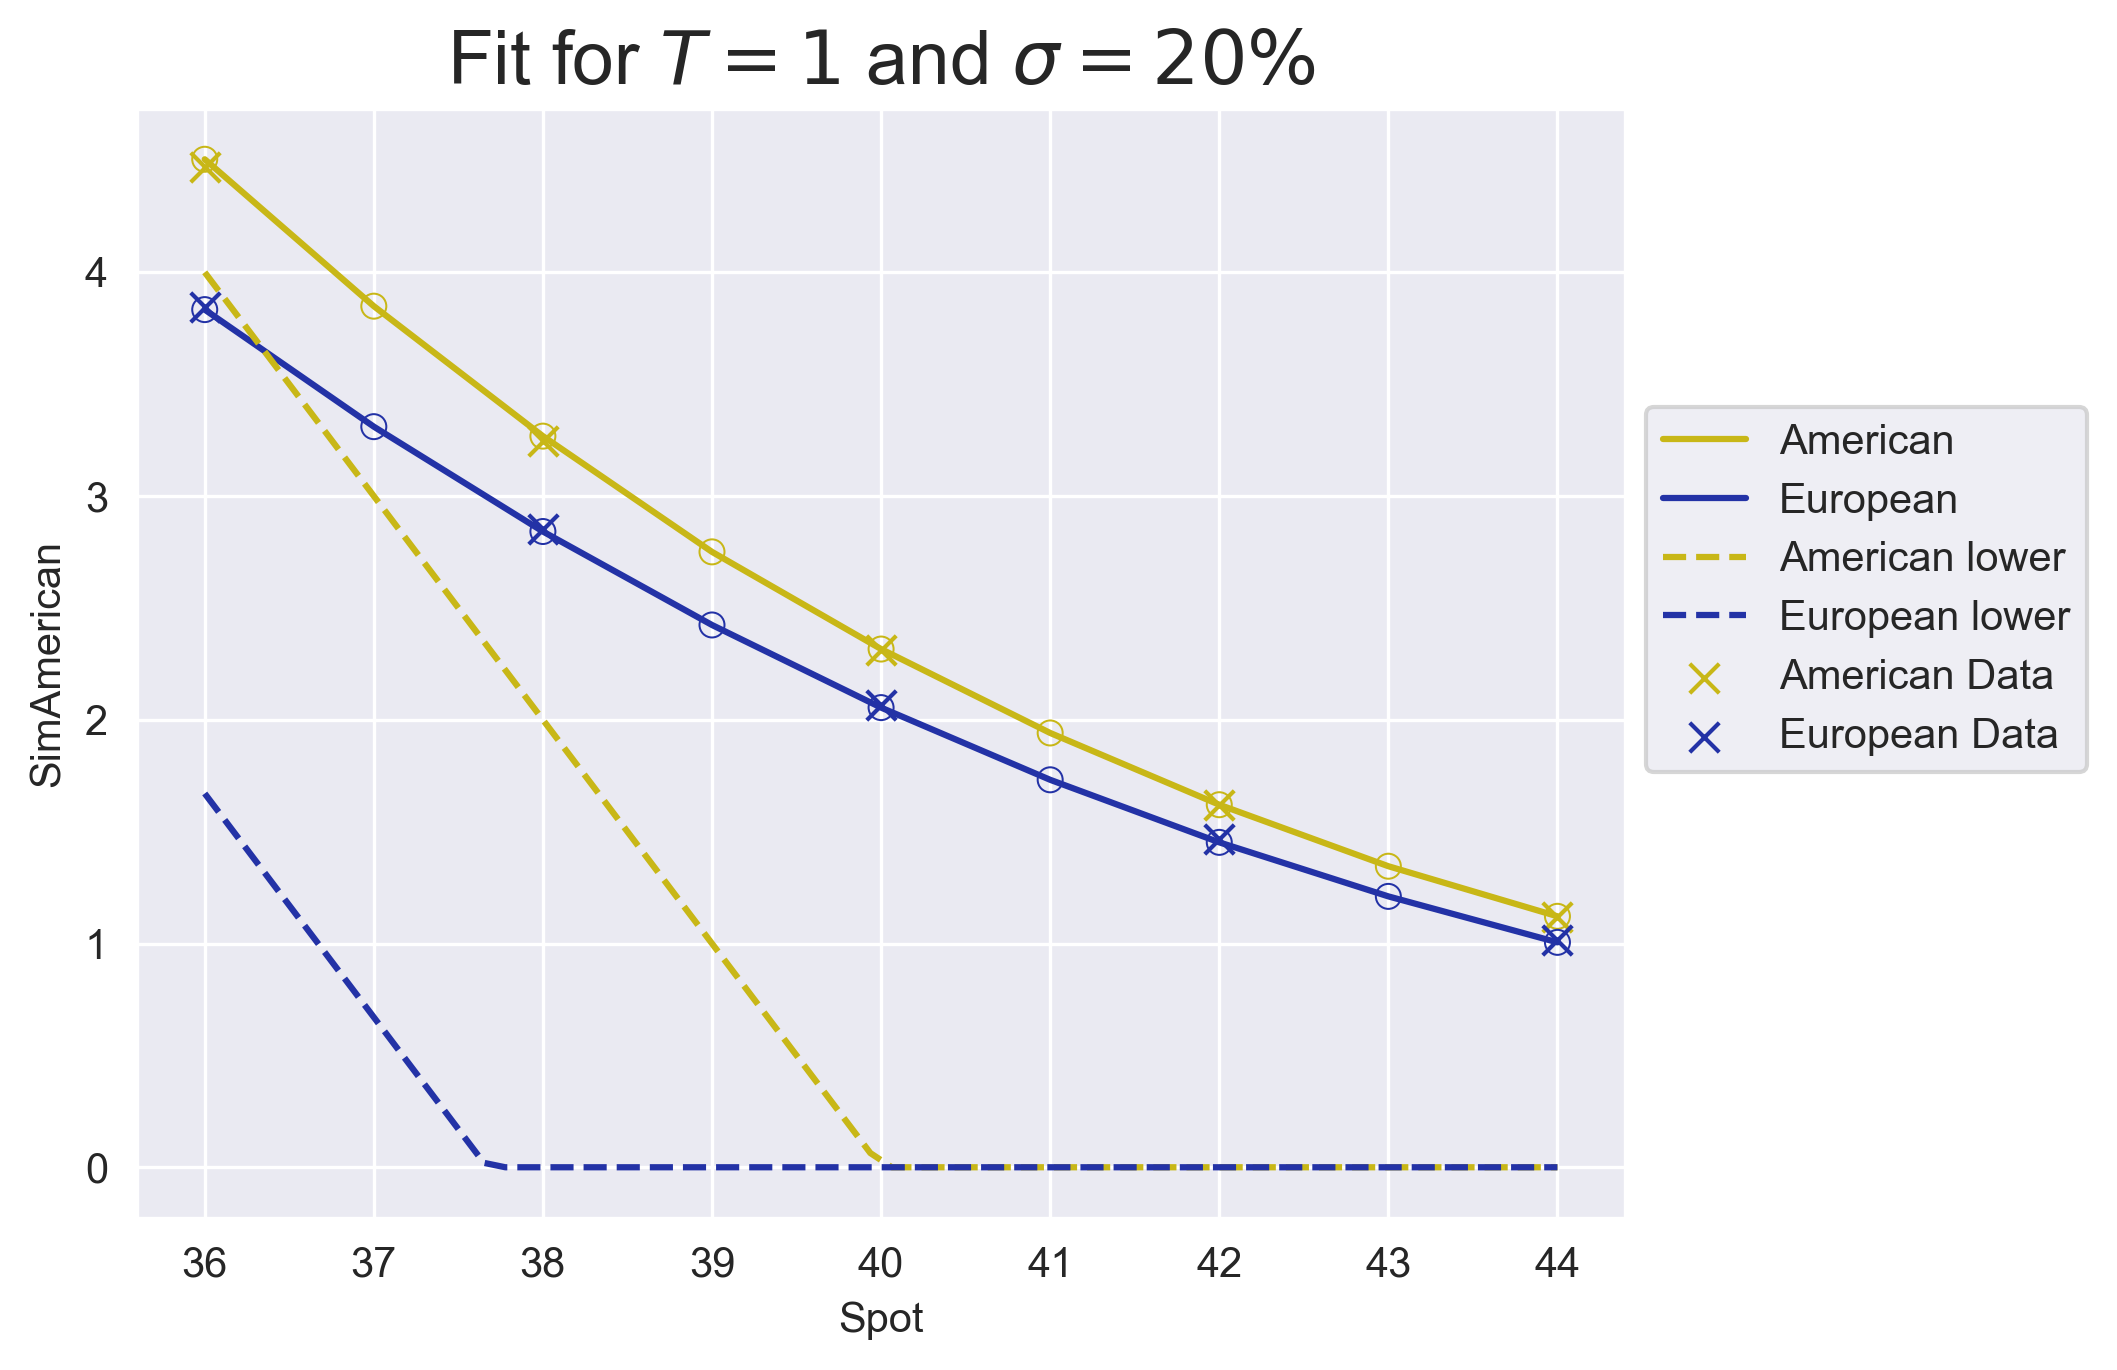 Fit for T = 1 and σ = 20%
SimAmerican
4
3
2
1
0
36 37 38 39 40 41 42 43 44
Spot
American
European
American lower
European lower
American Data
European Data